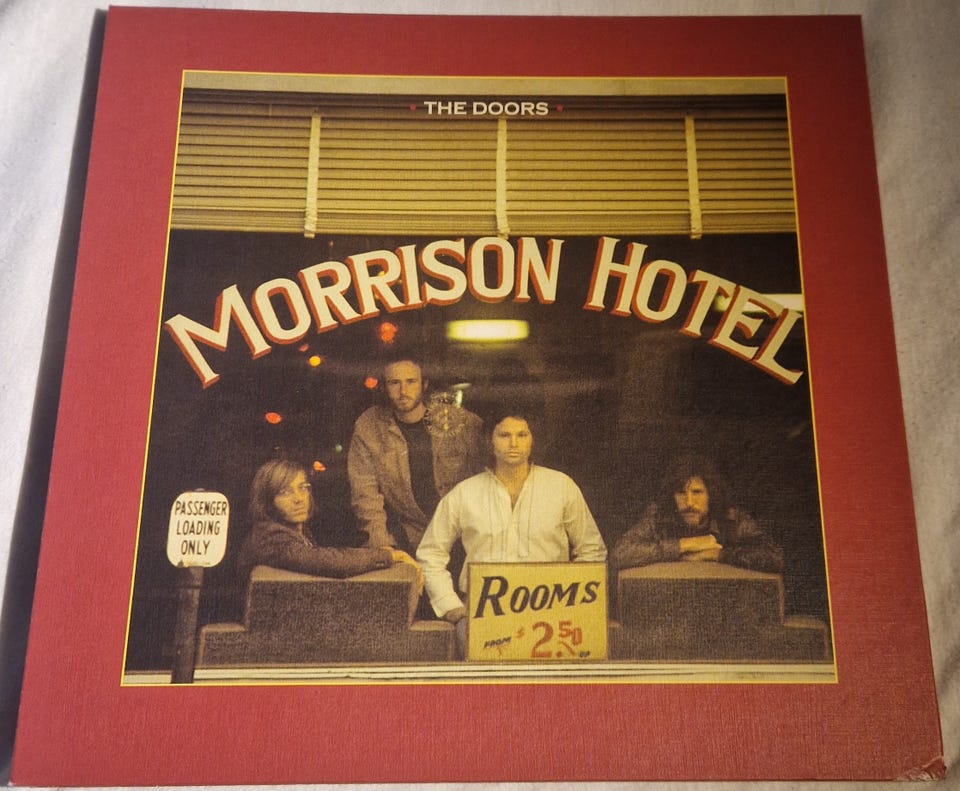 THE DOORS
MORRISON HOTEL
PASSENGER
LOADING
ONLY
ROOMS
FROM $2.50
UP